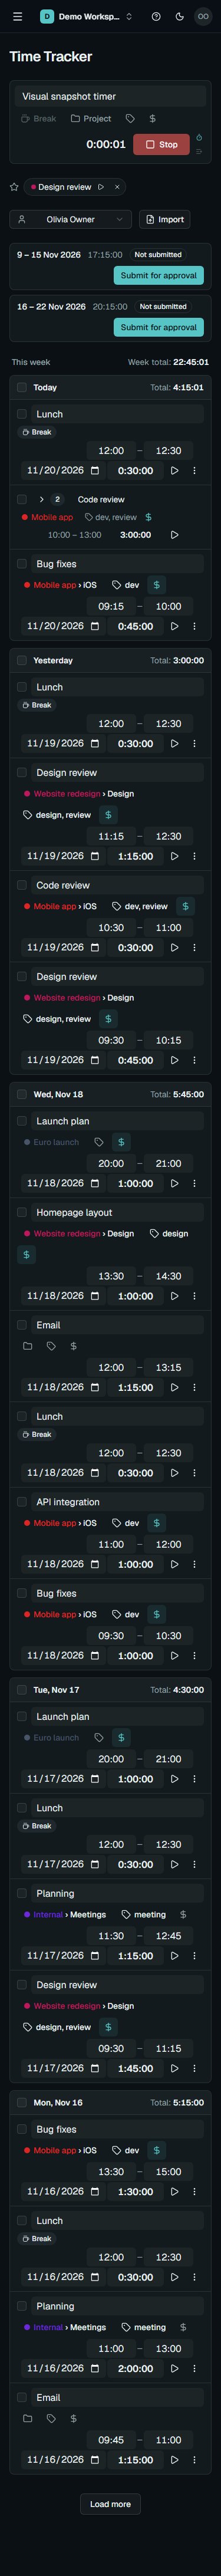 D Demo Worksp... OO
Time Tracker
Visual snapshot timer
Break Project $
0:00:01 Stop
Design review
Olivia Owner Import
9 – 15 Nov 2026 17:15:00 Not submitted
Submit for approval
16 – 22 Nov 2026 20:15:00 Not submitted
Submit for approval
This week Week total: 22:45:01
Today Total: 4:15:01
Lunch
Break
12:00 – 12:30
11/20/2026 0:30:00
2 Code review
Mobile app dev, review $
10:00 – 13:00 3:00:00
Bug fixes
Mobile app › iOS dev $
09:15 – 10:00
11/20/2026 0:45:00
Yesterday Total: 3:00:00
Lunch
Break
12:00 – 12:30
11/19/2026 0:30:00
Design review
Website redesign › Design
design, review $
11:15 – 12:30
11/19/2026 1:15:00
Code review
Mobile app › iOS dev, review $
10:30 – 11:00
11/19/2026 0:30:00
Design review
Website redesign › Design
design, review $
09:30 – 10:15
11/19/2026 0:45:00
Wed, Nov 18 Total: 5:45:00
Launch plan
Euro launch $
20:00 – 21:00
11/18/2026 1:00:00
Homepage layout
Website redesign › Design design
$
13:30 – 14:30
11/18/2026 1:00:00
Email
$
12:00 – 13:15
11/18/2026 1:15:00
Lunch
Break
12:00 – 12:30
11/18/2026 0:30:00
API integration
Mobile app › iOS dev $
11:00 – 12:00
11/18/2026 1:00:00
Bug fixes
Mobile app › iOS dev $
09:30 – 10:30
11/18/2026 1:00:00
Tue, Nov 17 Total: 4:30:00
Launch plan
Euro launch $
20:00 – 21:00
11/17/2026 1:00:00
Lunch
Break
12:00 – 12:30
11/17/2026 0:30:00
Planning
Internal › Meetings meeting $
11:30 – 12:45
11/17/2026 1:15:00
Design review
Website redesign › Design
design, review $
09:30 – 11:15
11/17/2026 1:45:00
Mon, Nov 16 Total: 5:15:00
Bug fixes
Mobile app › iOS dev $
13:30 – 15:00
11/16/2026 1:30:00
Lunch
Break
12:00 – 12:30
11/16/2026 0:30:00
Planning
Internal › Meetings meeting $
11:00 – 13:00
11/16/2026 2:00:00
Email
$
09:45 – 11:00
11/16/2026 1:15:00
Load more